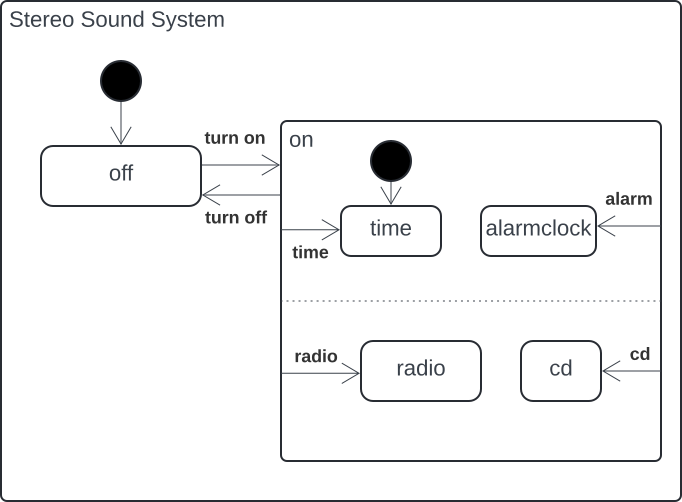 Stereo Sound System
turn on
on
off
alarm
turn off
time
alarmclock
time
radio
cd
radio
cd